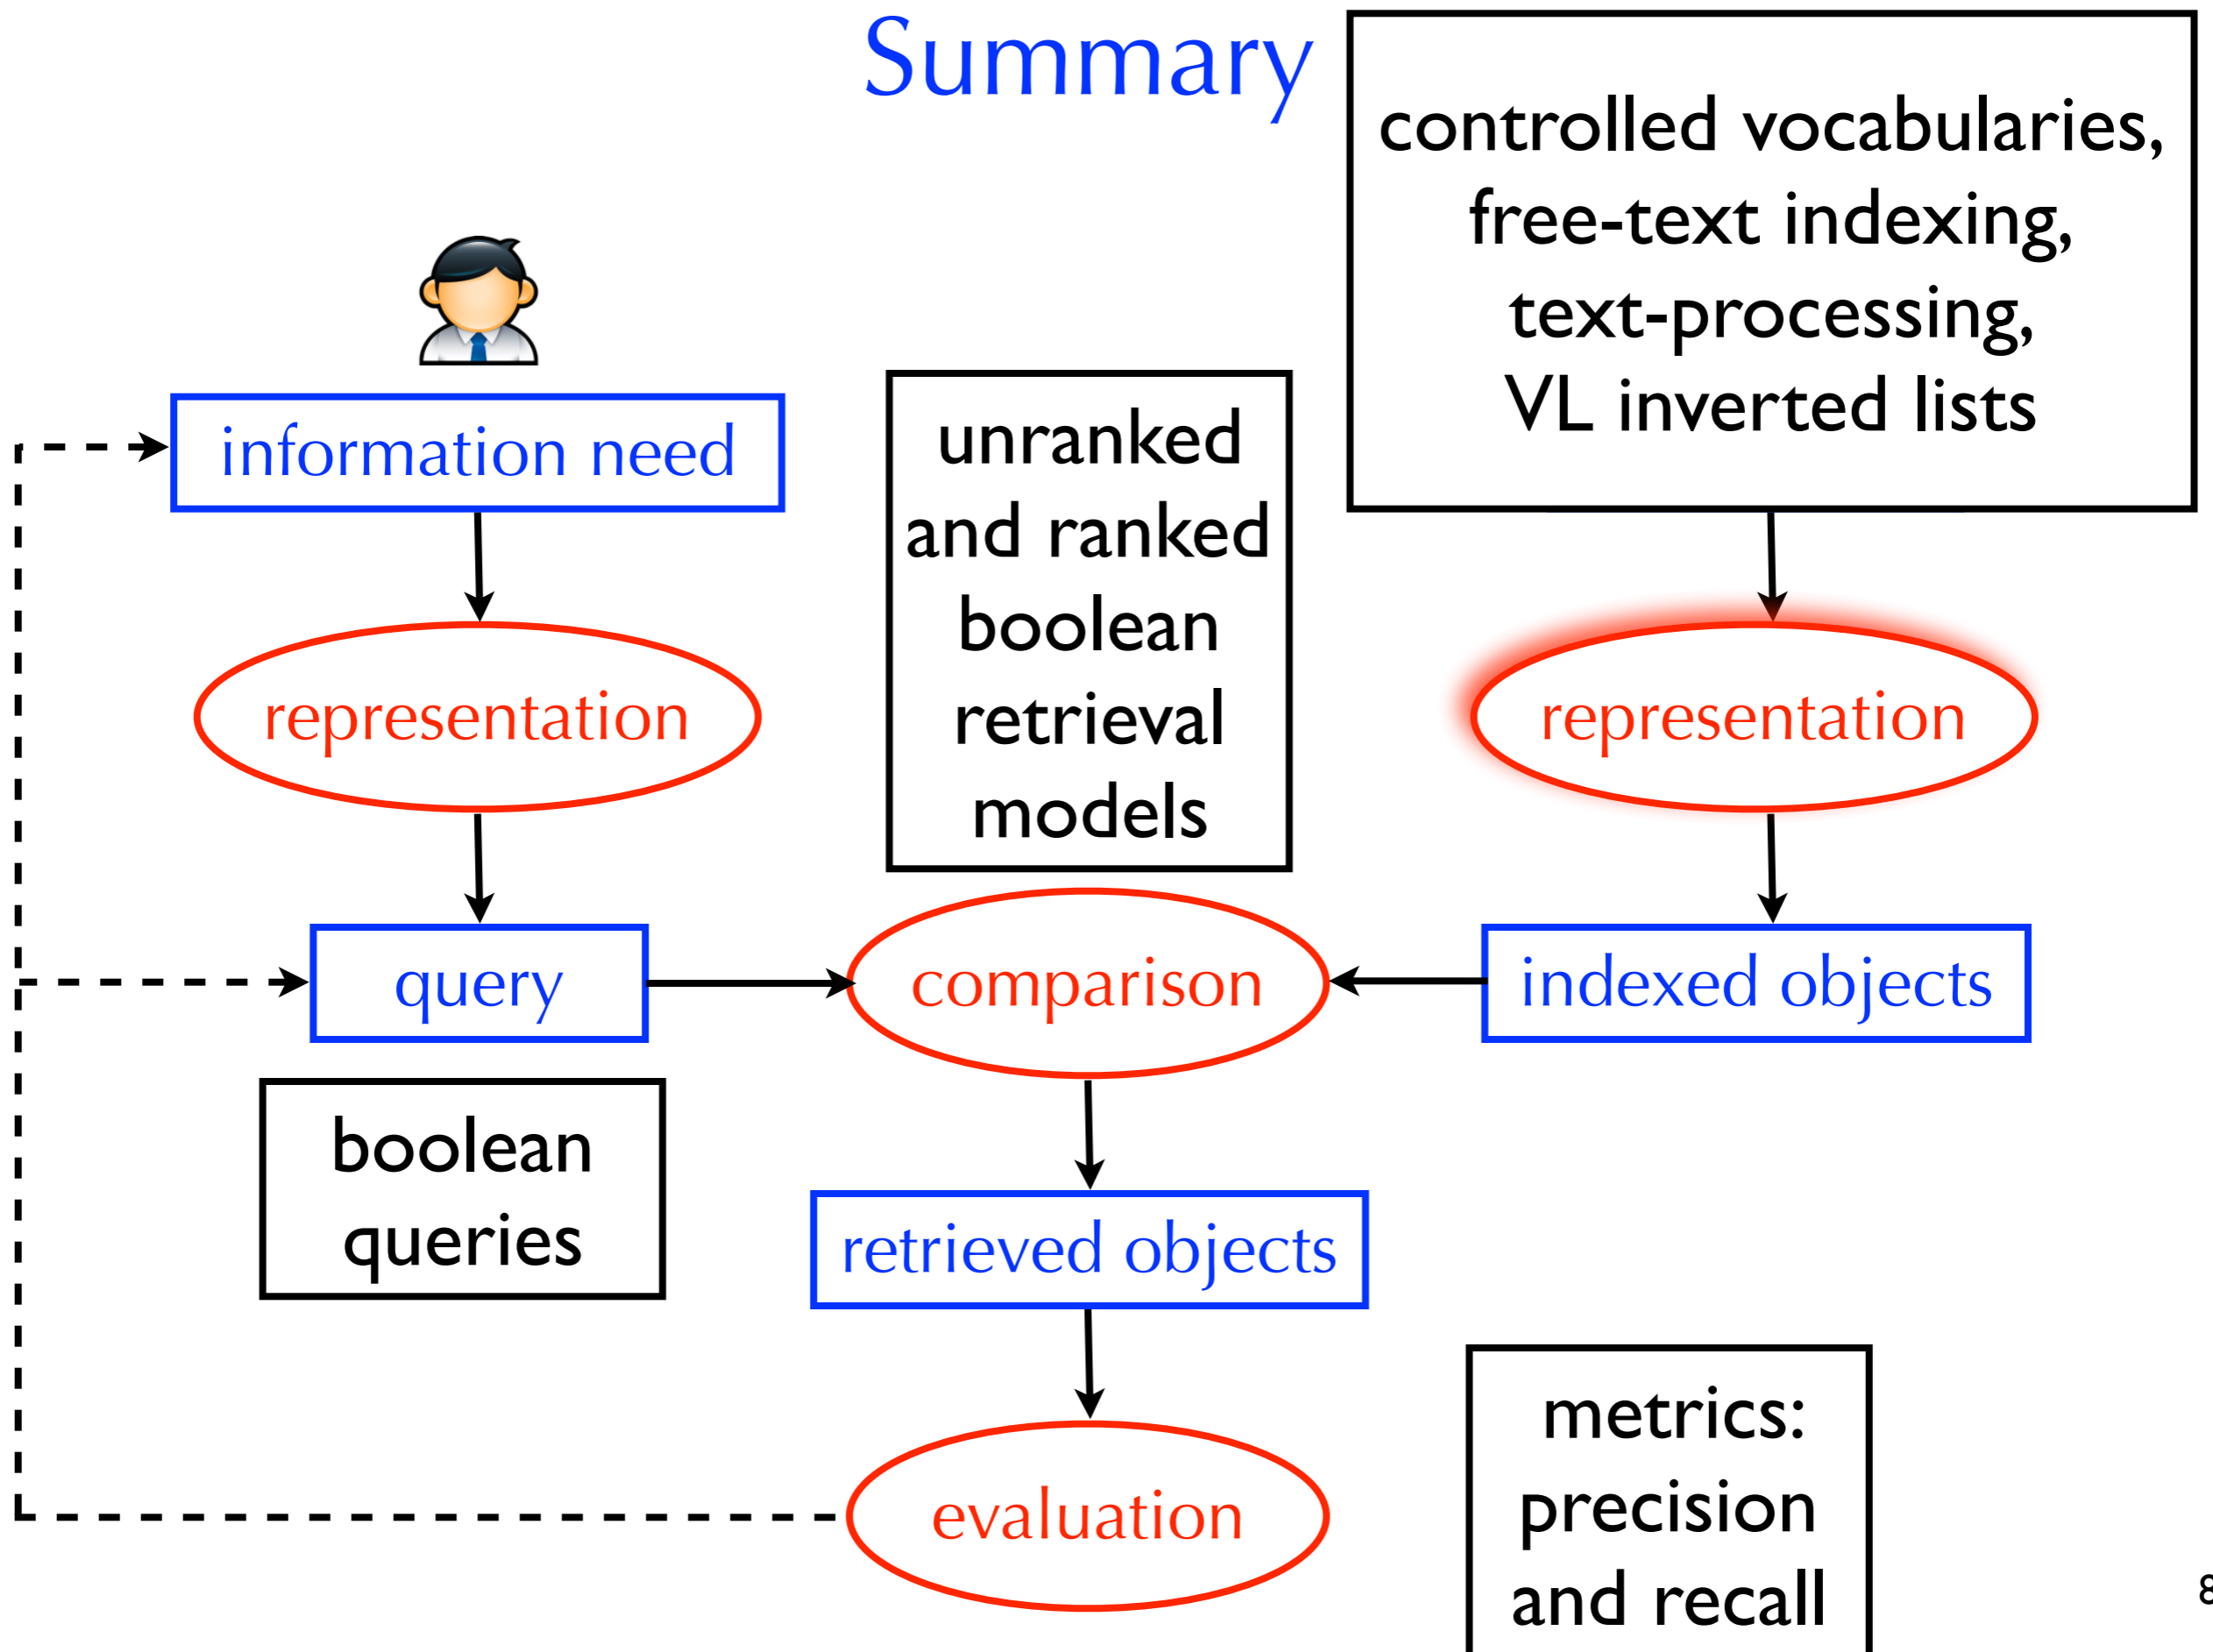 Summary
controlled vocabularies,
free-text indexing,
text-processing,
VL inverted lists
information need
unranked
and ranked
boolean
retrieval
models
representation
representation
query
comparison
indexed objects
boolean
queries
retrieved objects
metrics:
precision
and recall
evaluation
8